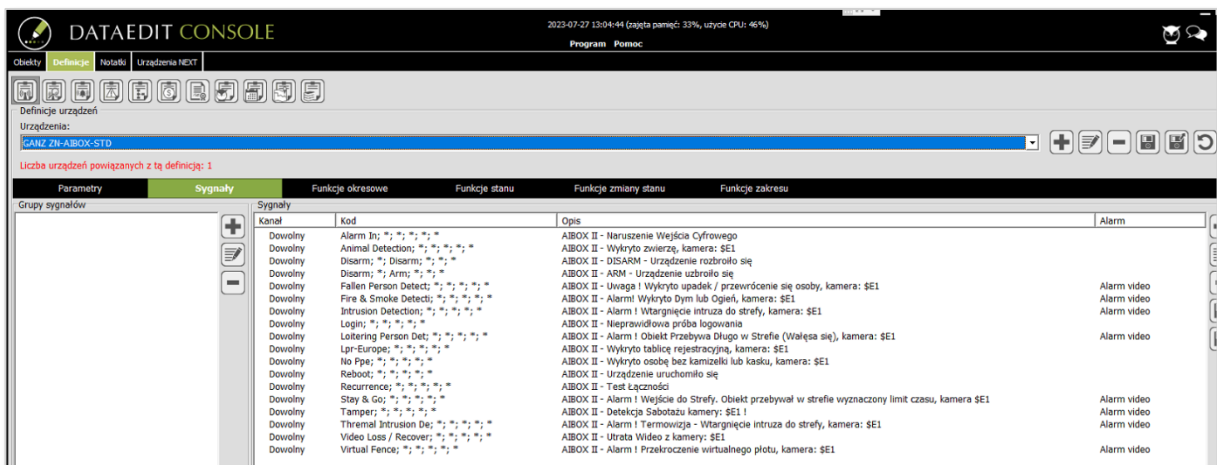 DATAEDIT CONSOLE
2023-07-27 13:04:44 (zajęta pamięć: 33%, użycie CPU: 46%)
Program Pomoc
Obiekty Definicje Notatki Urządzenia NEXT
Definicje urządzeń
Urządzenia:
GANZ ZN-AIBOX-STD
Liczba urządzeń powiązanych z tą definicją: 1
Parametry Sygnały Funkcje okresowe Funkcje stanu Funkcje zmiany stanu Funkcje zakresu
Grupy sygnałów Sygnały
Kanał Kod Opis Alarm
Dowolny Alarm In; *; *; *; *; * AIBOX II - Naruszenie Wejścia Cyfrowego
Dowolny Animal Detection; *; *; *; *; * AIBOX II - Wykryto zwierzę, kamera: $E1
Dowolny Disarm; *; Disarm; *; *; * AIBOX II - DISARM - Urządzenie rozbroiło się
Dowolny Disarm; *; Arm; *; *; * AIBOX II - ARM - Urządzenie uzbroiło się
Dowolny Fallen Person Detect; *; *; *; *; * AIBOX II - Uwaga ! Wykryto upadek / przewrócenie się osoby, kamera: $E1 Alarm video
Dowolny Fire & Smoke Detecti; *; *; *; *; * AIBOX II - Alarm! Wykryto Dym lub Ogień, kamera: $E1 Alarm video
Dowolny Intrusion Detection; *; *; *; *; * AIBOX II - Alarm ! Wtargnięcie intruza do strefy, kamera: $E1 Alarm video
Dowolny Login; *; *; *; *; * AIBOX II - Nieprawidłowa próba logowania
Dowolny Loitering Person Det; *; *; *; *; * AIBOX II - Alarm ! Obiekt Przebywa Długo w Strefie (Wałęsa się), kamera: $E1 Alarm video
Dowolny Lpr-Europe; *; *; *; *; * AIBOX II - Wykryto tablicę rejestracyjną, kamera: $E1
Dowolny No Ppe; *; *; *; *; * AIBOX II - Wykryto osobę bez kamizelki lub kasku, kamera: $E1
Dowolny Reboot; *; *; *; *; * AIBOX II - Urządzenie uruchomiło się
Dowolny Recurrence; *; *; *; *; * AIBOX II - Test Łączności
Dowolny Stay & Go; *; *; *; *; * AIBOX II - Alarm ! Wejście do Strefy. Obiekt przebywał w strefie wyznaczony limit czasu, kamera $E1 Alarm video
Dowolny Tamper; *; *; *; *; * AIBOX II - Detekcja Sabotażu kamery: $E1 ! Alarm video
Dowolny Thremal Intrusion De; *; *; *; *; * AIBOX II - Alarm ! Termowizja - Wtargnięcie intruza do strefy, kamera: $E1 Alarm video
Dowolny Video Loss / Recover; *; *; *; *; * AIBOX II - Utrata Wideo z kamery: $E1
Dowolny Virtual Fence; *; *; *; *; * AIBOX II - Alarm ! Przekroczenie wirtualnego płotu, kamera: $E1 Alarm video